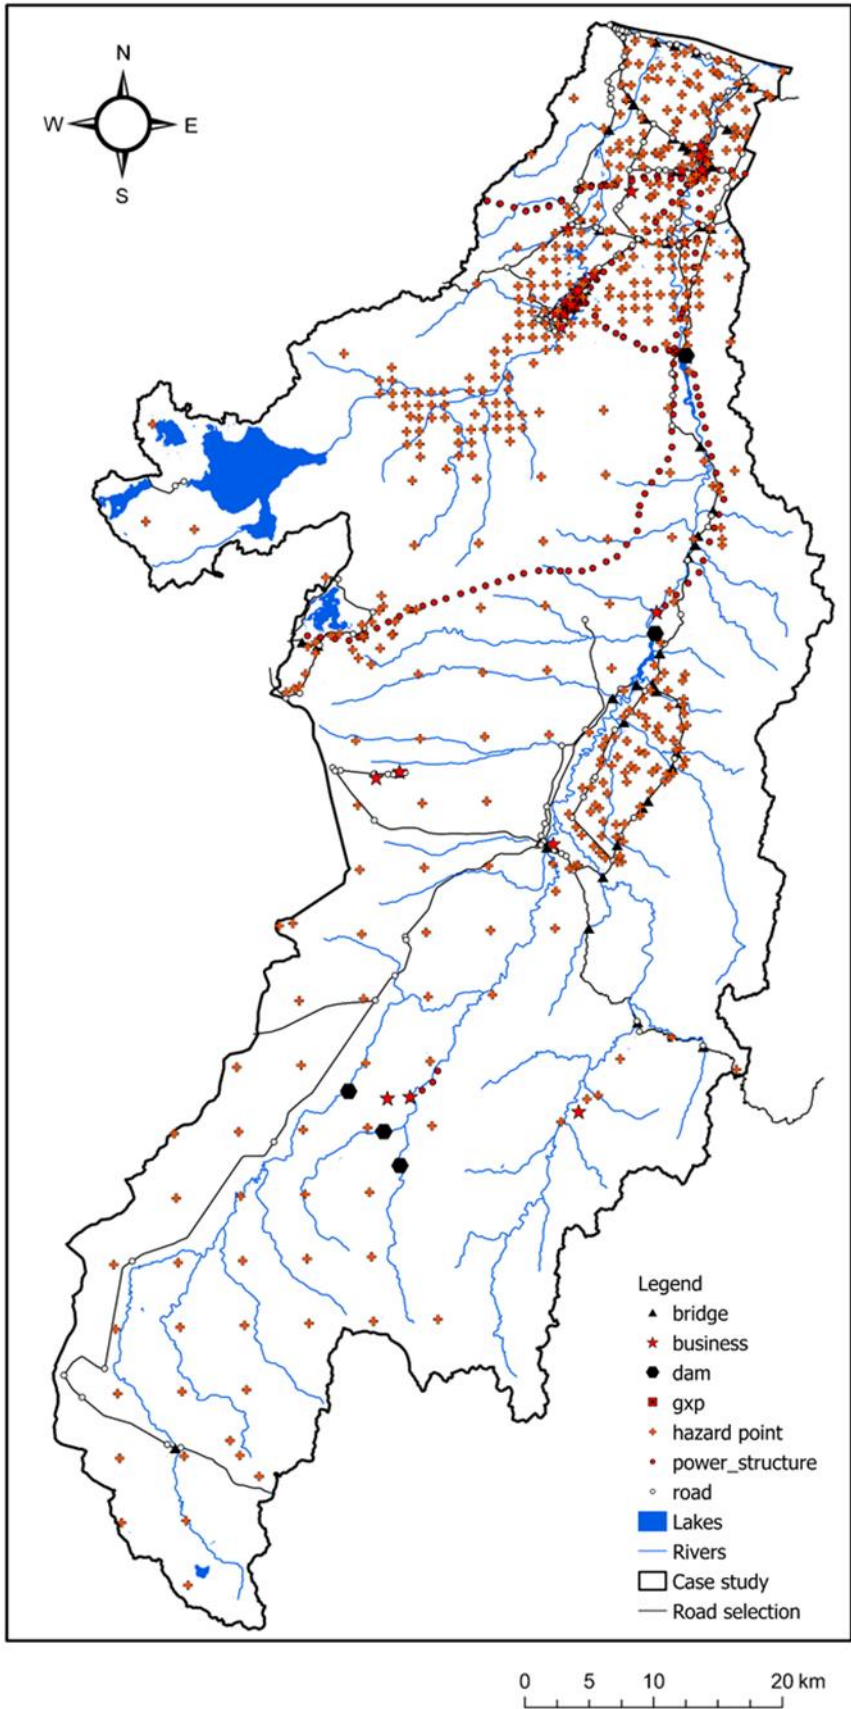 N
W E
S
Legend
bridge
business
dam
gxp
hazard point
power_structure
road
Lakes
Rivers
Case study
Road selection
0 5 10 20 km